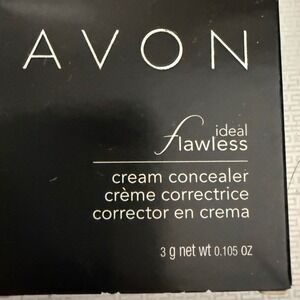 AVON
ideal
flawless
cream concealer
crème correctrice
corrector en crema
3 g net wt 0.105 oz